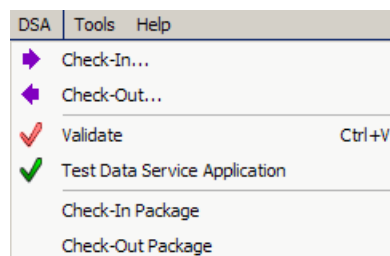 DSA Tools Help
Check-In...
Check-Out...
Validate Ctrl+V
Test Data Service Application
Check-In Package
Check-Out Package